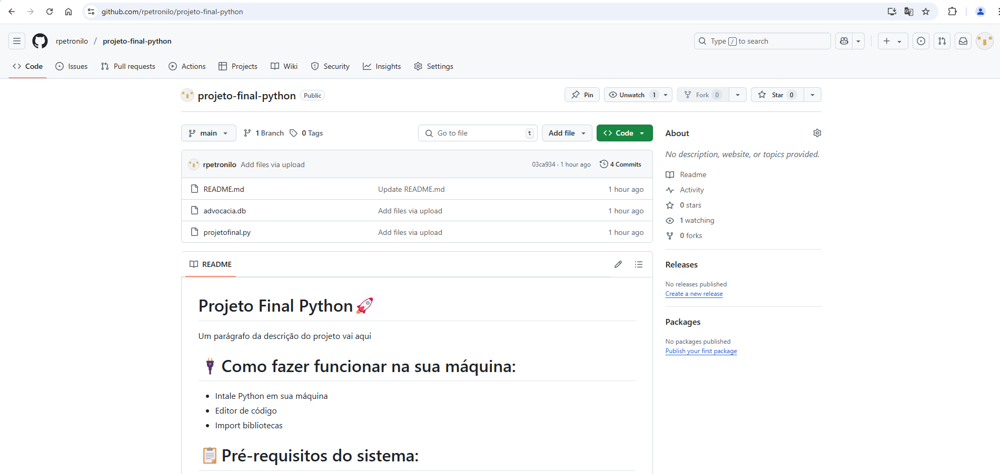 github.com/rpetronilo/projeto-final-python
rpetronilo / projeto-final-python
Type / to search
Code Issues Pull requests Actions Projects Wiki Security Insights Settings
projeto-final-python Public
Pin Unwatch 1 Fork 0 Star 0
main 1 Branch 0 Tags Go to file t Add file Code
rpetronilo Add files via upload 03ca934 · 1 hour ago 4 Commits
README.md Update README.md 1 hour ago
advocacia.db Add files via upload 1 hour ago
projetofinal.py Add files via upload 1 hour ago
README
Projeto Final Python🚀
Um parágrafo da descrição do projeto vai aqui
Como fazer funcionar na sua máquina:
• Intale Python em sua máquina
• Editor de código
• Import bibliotecas
Pré-requisitos do sistema:
About
No description, website, or topics provided.
Readme
Activity
0 stars
1 watching
0 forks
Releases
No releases published
Create a new release
Packages
No packages published
Publish your first package